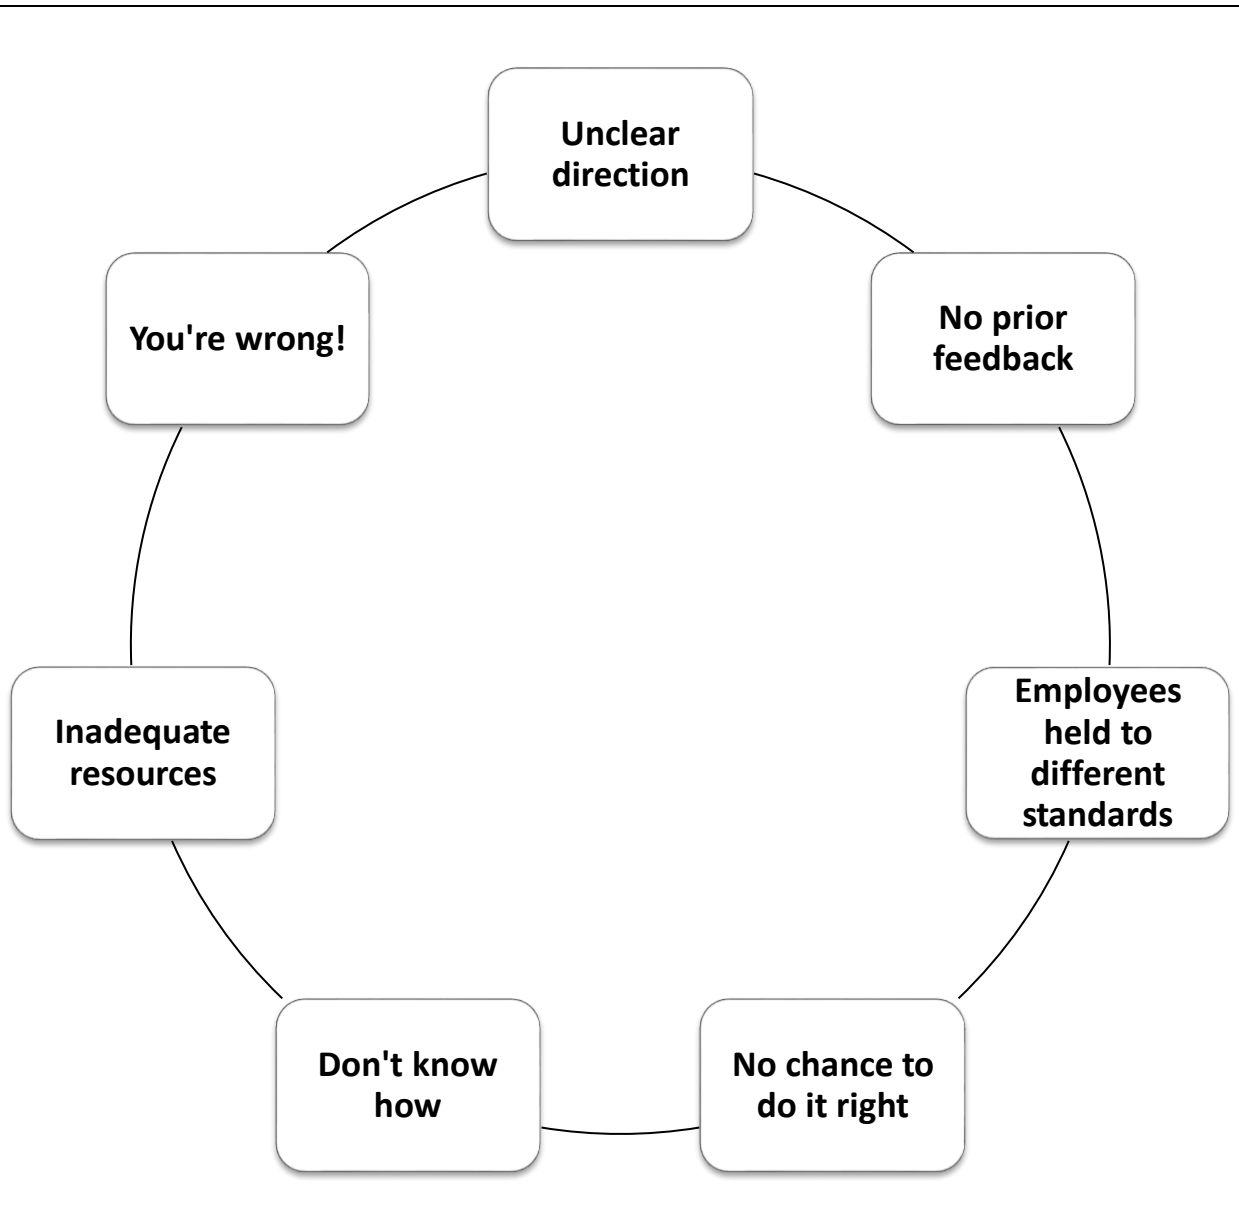 Unclear
direction
No prior
feedback
Employees
held to
different
standards
No chance to
do it right
Don't know
how
Inadequate
resources
You're wrong!